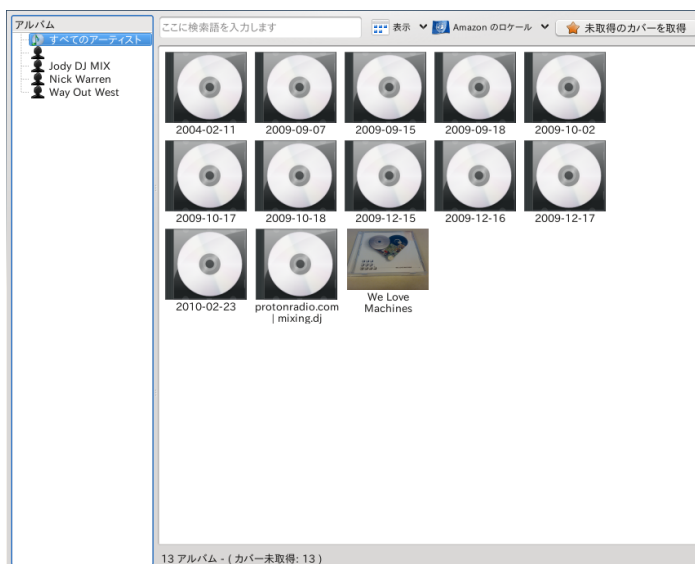 アルバム
すべてのアーティスト
Jody DJ MIX
Nick Warren
Way Out West
ここに検索語を入力します
表示
Amazon のロケール
未取得のカバーを取得
2004-02-11
2009-09-07
2009-09-15
2009-09-18
2009-10-02
2009-10-17
2009-10-18
2009-12-15
2009-12-16
2009-12-17
2010-02-23
protonradio.com
| mixing.dj
We Love
Machines
13 アルバム - ( カバー未取得: 13 )